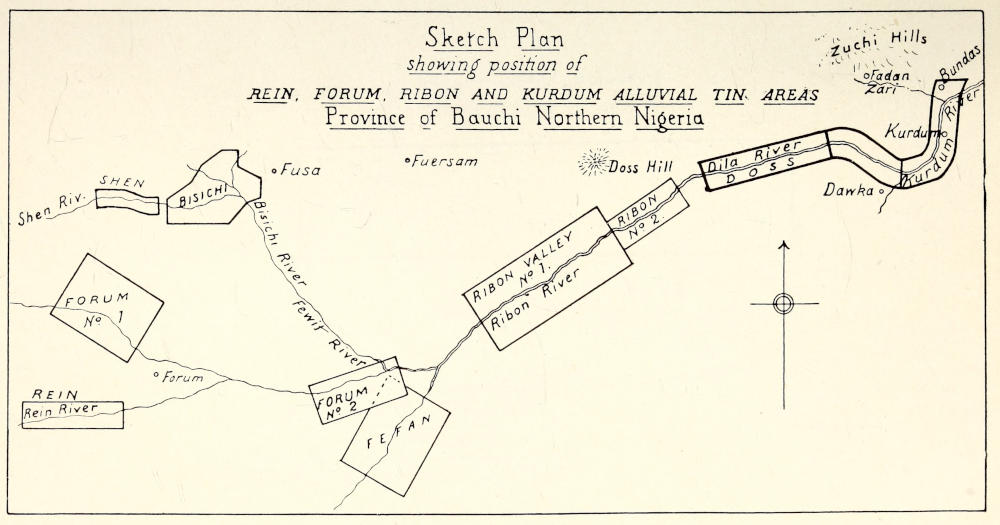 Sketch Plan
showing position of
REIN, FORUM, RIBON AND KURDUM ALLUVIAL TIN AREAS
Province of Bauchi Northern Nigeria
Zuchi Hills
Fadan
Zari
Bundas
Kurdum
Kurdum River
Dawka
Dila River
DOSS
Doss Hill
Fuersam
Fusa
SHEN
Shen Riv.
BISICHI
Bisichi River
Fewit River
RIBON
No 2.
RIBON VALLEY
No 1.
Ribon River
FORUM
No 1
Forum
REIN
Rein River
FORUM
No 2
FEFAN